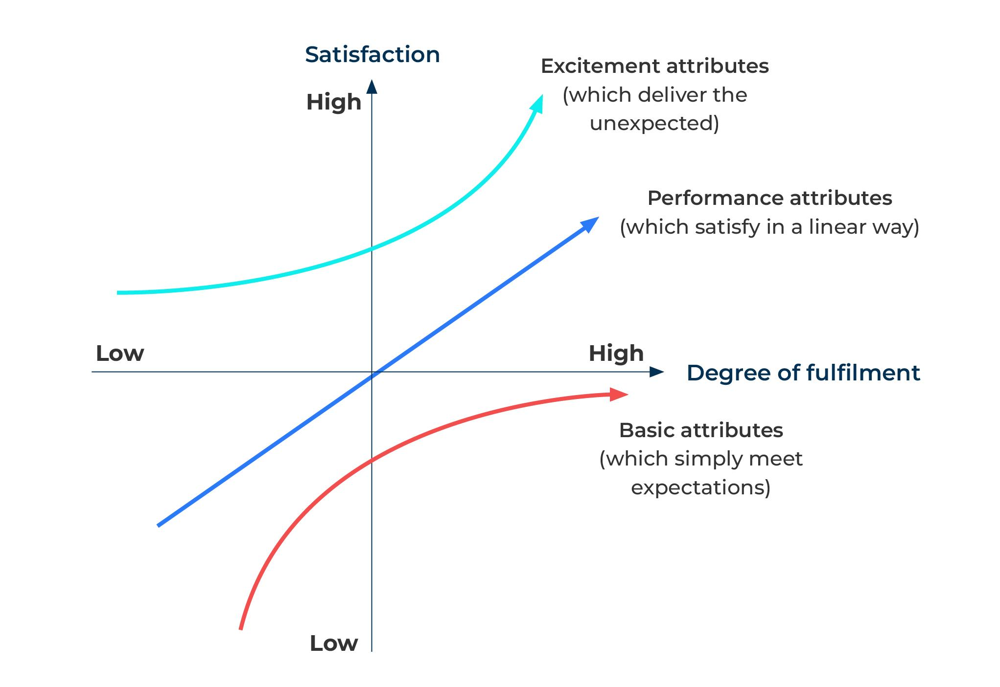 Satisfaction
High
Excitement attributes
(which deliver the
unexpected)
Performance attributes
(which satisfy in a linear way)
Low
High
Degree of fulfilment
Basic attributes
(which simply meet
expectations)
Low